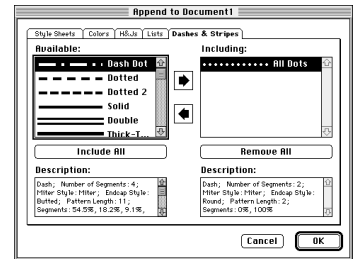 Append to Document1
Style Sheets Colors H&Js Lists Dashes & Stripes
Available: Including:
Dash Dot
Dotted
Dotted 2
Solid
Double
Thick-T...
All Dots
Include All Remove All
Description:
Dash; Number of Segments: 4;
Miter Style: Miter; Endcap Style:
Butted; Pattern Length: 11;
Segments: 54.5%, 18.2%, 9.1%,
Description:
Dash; Number of Segments: 2;
Miter Style: Miter; Endcap Style:
Round; Pattern Length: 2;
Segments: 0%, 100%
Cancel OK